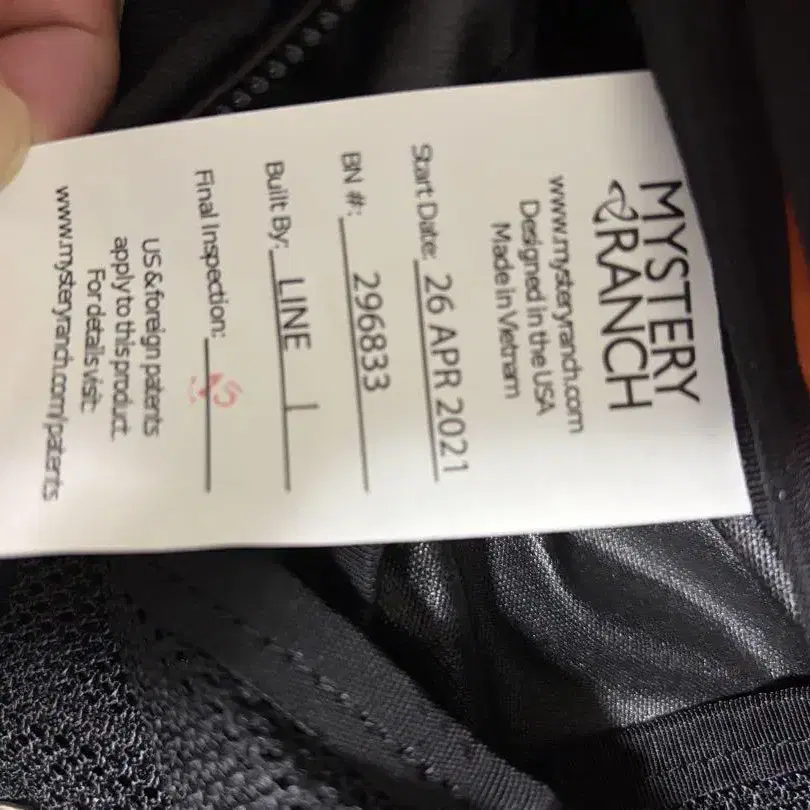 MYSTERY
RANCH
www.mysteryranch.com
Designed in the USA
Made in Vietnam
Start Date: 26 APR 2021
BN #: 296833
Built By: LINE 1
Final Inspection:
US & foreign patents
apply to this product.
For details visit:
www.mysteryranch.com/patents